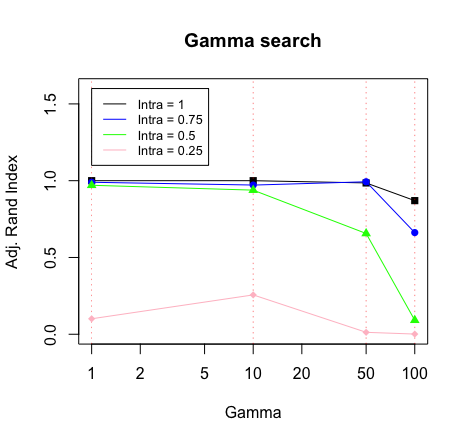 Gamma search
Intra = 1
Intra = 0.75
Intra = 0.5
Intra = 0.25
Adj. Rand Index
1.5
1.0
0.5
0.0
1 2 5 10 20 50 100
Gamma